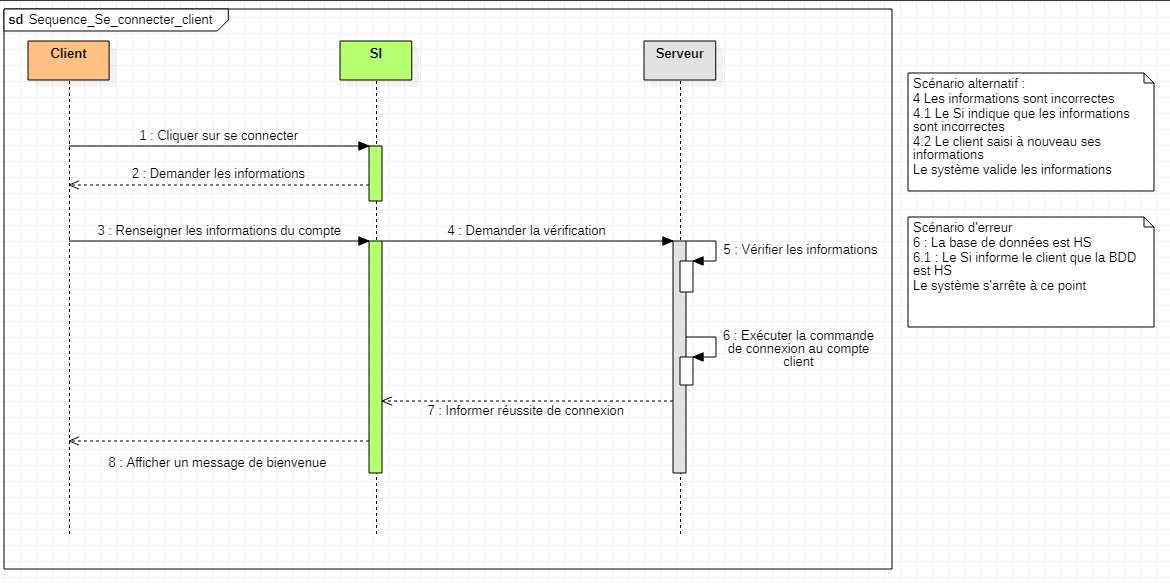 sd Sequence_Se_connecter_client
Client
SI
Serveur
1 : Cliquer sur se connecter
2 : Demander les informations
3 : Renseigner les informations du compte
4 : Demander la vérification
5 : Vérifier les informations
6 : Exécuter la commande
de connexion au compte
client
7 : Informer réussite de connexion
8 : Afficher un message de bienvenue
Scénario alternatif :
4 Les informations sont incorrectes
4.1 Le Si indique que les informations
sont incorrectes
4.2 Le client saisi à nouveau ses
informations
Le système valide les informations
Scénario d'erreur
6 : La base de données est HS
6.1 : Le Si informe le client que la BDD
est HS
Le système s'arrête à ce point